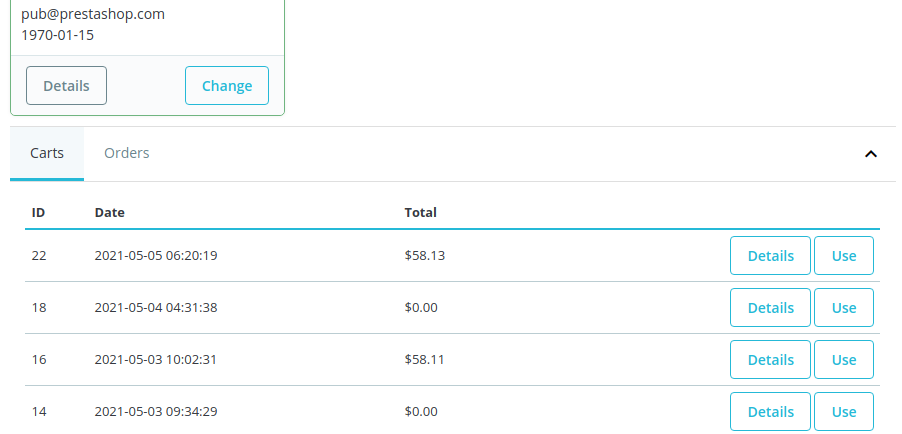 pub@prestashop.com
1970-01-15
Details Change
Carts Orders
ID Date Total
22 2021-05-05 06:20:19 $58.13 Details Use
18 2021-05-04 04:31:38 $0.00 Details Use
16 2021-05-03 10:02:31 $58.11 Details Use
14 2021-05-03 09:34:29 $0.00 Details Use